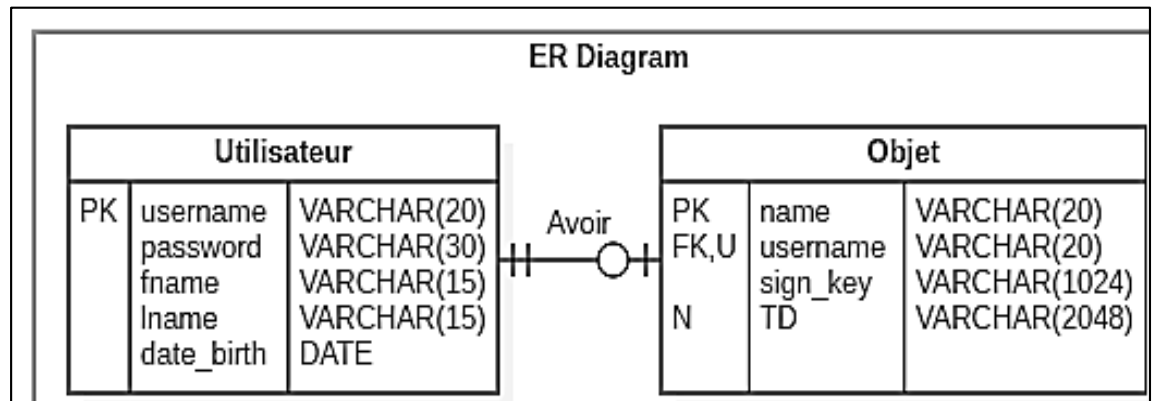 ER Diagram
Utilisateur
PK username VARCHAR(20)
password VARCHAR(30)
fname VARCHAR(15)
lname VARCHAR(15)
date_birth DATE
Avoir
Objet
PK name VARCHAR(20)
FK,U username VARCHAR(20)
sign_key VARCHAR(1024)
N TD VARCHAR(2048)